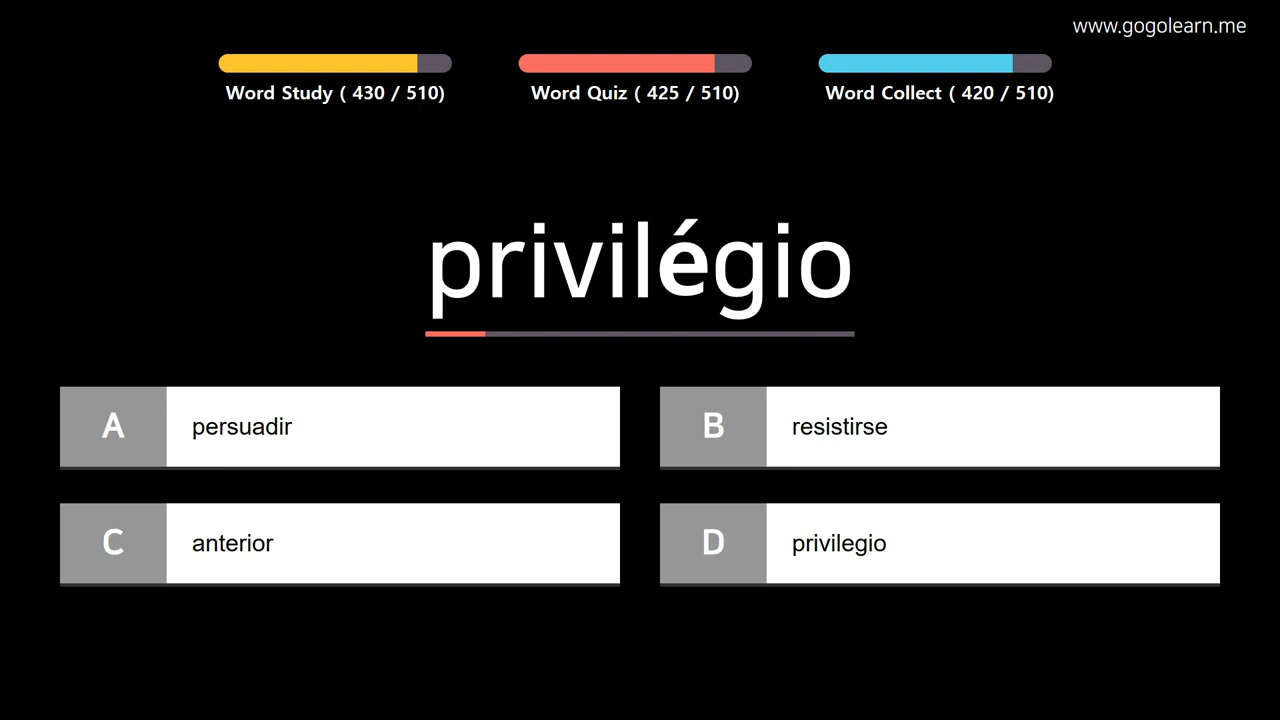 www.gogolearn.me
Word Study ( 430 / 510)
Word Quiz ( 425 / 510)
Word Collect ( 420 / 510)
privilégio
A persuadir
B resistirse
C anterior
D privilegio